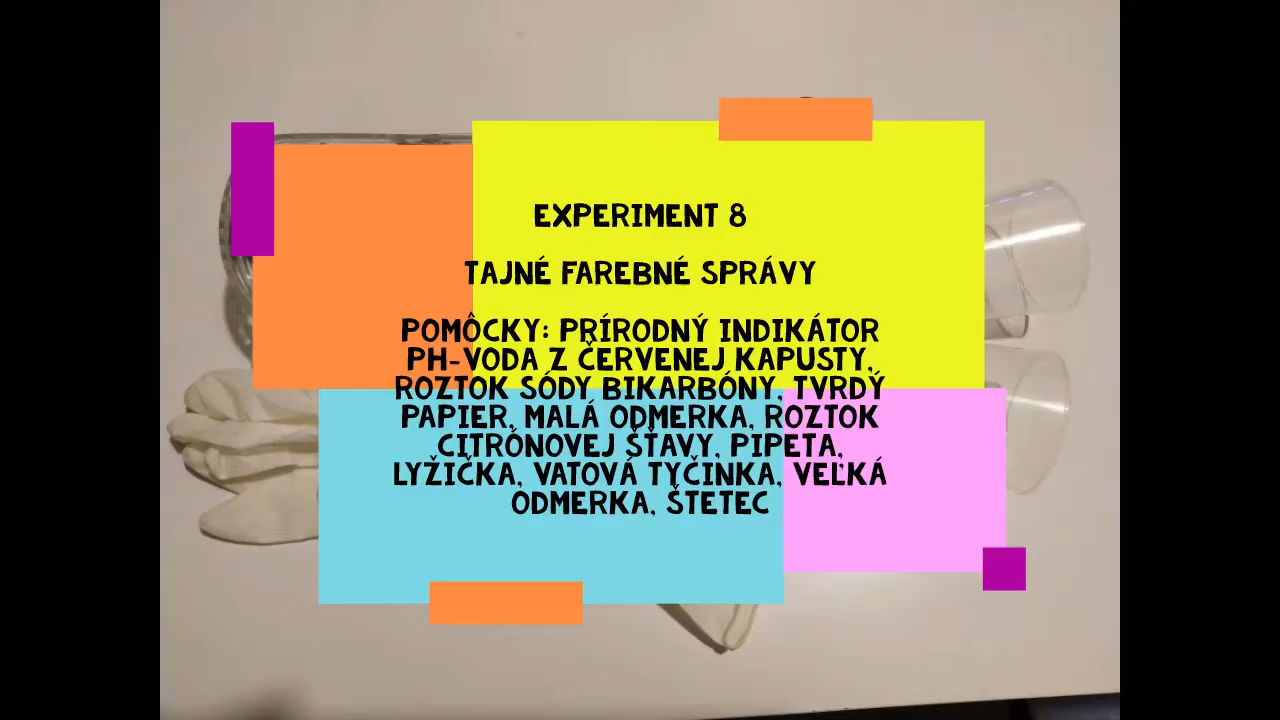 EXPERIMENT 8
TAJNÉ FAREBNÉ SPRÁVY
POMÔCKY: PRÍRODNÝ INDIKÁTOR
PH-VODA Z ČERVENEJ KAPUSTY,
ROZTOK SÓDY BIKARBÓNY, TVRDÝ
PAPIER, MALÁ ODMERKA, ROZTOK
CITRÓNOVEJ ŠŤAVY, PIPETA,
LYŽIČKA, VATOVÁ TYČINKA, VEĽKÁ
ODMERKA, ŠTETEC